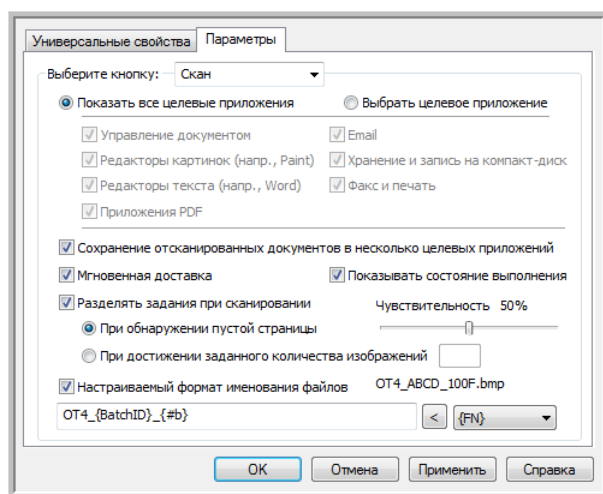 Универсальные свойства Параметры
Выберите кнопку: Скан
Показать все целевые приложения Выбрать целевое приложение
Управление документом Email
Редакторы картинок (напр., Paint) Хранение и запись на компакт-диск
Редакторы текста (напр., Word) Факс и печать
Приложения PDF
Сохранение отсканированных документов в несколько целевых приложений
Мгновенная доставка Показывать состояние выполнения
Разделять задания при сканировании Чувствительность 50%
При обнаружении пустой страницы
При достижении заданного количества изображений
Настраиваемый формат именования файлов OT4_ABCD_100F.bmp
OT4_{BatchID}_{#b} < {FN}
OK Отмена Применить Справка